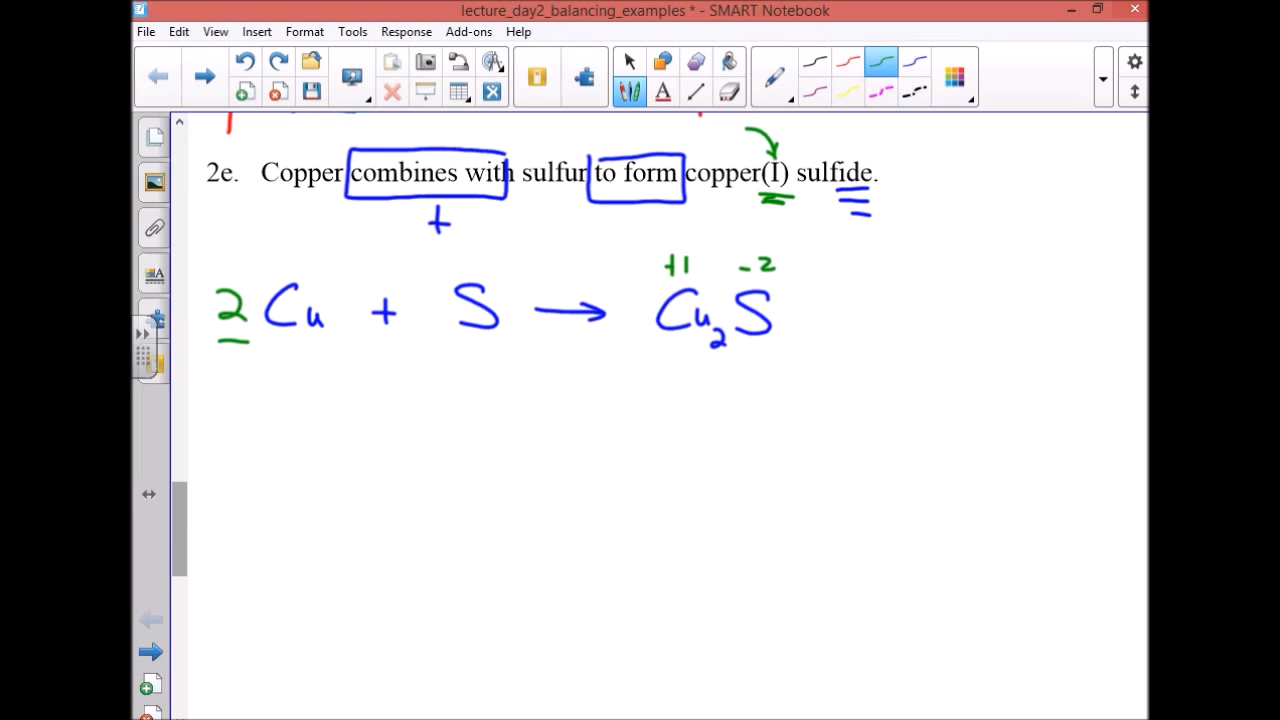 lecture_day2_balancing_examples * - SMART Notebook
File Edit View Insert Format Tools Response Add-ons Help
2e. Copper combines with sulfur to form copper(I) sulfide.
+
+1 -2
2 Cu + S → Cu₂S